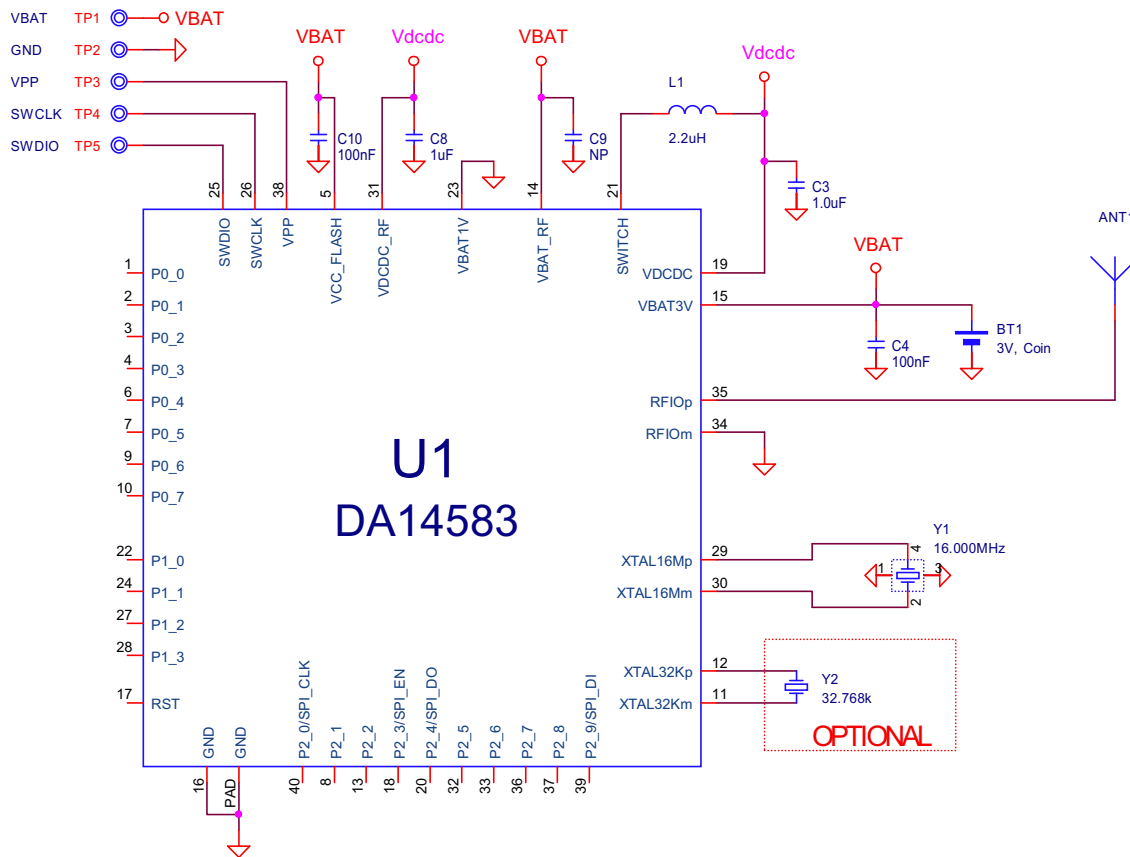 VBAT TP1 VBAT
GND TP2
VPP TP3
SWCLK TP4
SWDIO TP5
VBAT Vdcdc VBAT Vdcdc
L1
2.2uH
C10
100nF
C8
1uF
C9
NP
C3
1.0uF
25 26 38 5 31 23 14 21
SWDIO SWCLK VPP VCC_FLASH VDCDC_RF VBAT1V VBAT_RF SWITCH
ANT1
VBAT
1 P0_0
2 P0_1
3 P0_2
4 P0_3
6 P0_4
7 P0_5
9 P0_6
10 P0_7
22 P1_0
24 P1_1
27 P1_2
28 P1_3
17 RST
U1
DA14583
VDCDC 19
VBAT3V 15
C4
100nF
BT1
3V, Coin
RFIOp 35
RFIOm 34
XTAL16Mp 29
XTAL16Mm 30
Y1
16.000MHz
4
1 3
2
XTAL32Kp 12
XTAL32Km 11
Y2
32.768k
OPTIONAL
GND GND P2_0/SPI_CLK P2_1 P2_2 P2_3/SPI_EN P2_4/SPI_DO P2_5 P2_6 P2_7 P2_8 P2_9/SPI_DI
16 PAD 40 8 13 18 20 32 33 36 37 39